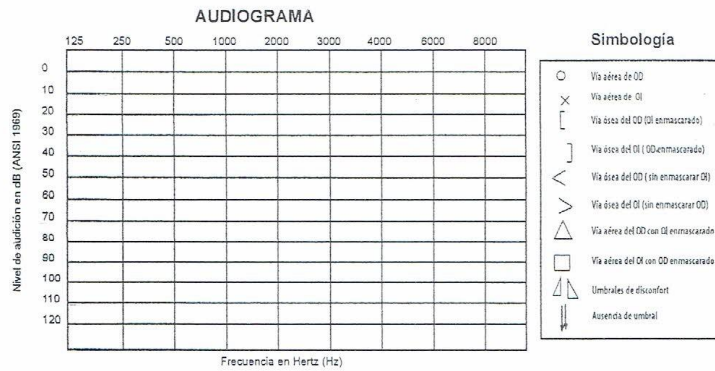 AUDIOGRAMA
125 250 500 1000 2000 3000 4000 6000 8000
0
10
20
30
40
50
60
70
80
90
100
110
120
Nivel de audición en dB (ANSI 1969)
Frecuencia en Hertz (Hz)
Simbología
Vía aérea de OD
Vía aérea de OI
Vía ósea del OD (OI enmascarado)
Vía ósea del OI (OD enmascarado)
Vía ósea del OD (sin enmascarar OI)
Vía ósea del OI (sin enmascarar OD)
Vía aérea del OD con OI enmascarado
Vía aérea del OI con OD enmascarado
Umbrales de disconfort
Ausencia de umbral